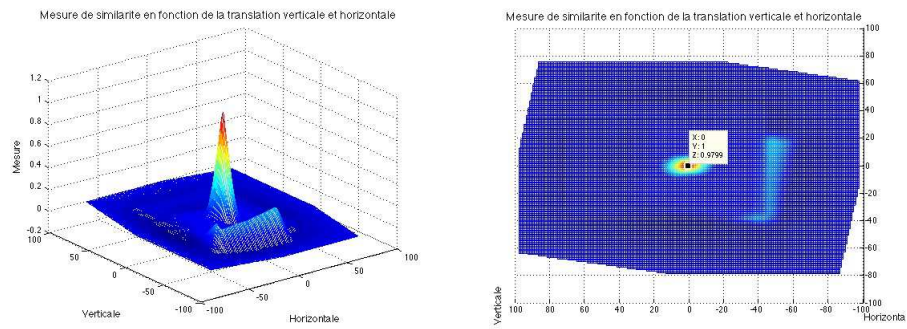 Mesure de similarite en fonction de la translation verticale et horizontale
1.2
1
0.8
0.6
0.4
0.2
0
-0.2
Mesure
100
50
0
-50
-100
Verticale
-100
-50
0
50
100
Horizontale
Mesure de similarite en fonction de la translation verticale et horizontale
100
80
60
40
20
0
-20
-40
-60
-80
-100
X: 0
Y: 1
Z: 0.9799
Verticale
100 80 60 40 20 0 -20 -40 -60 -80 -100
Horizonta